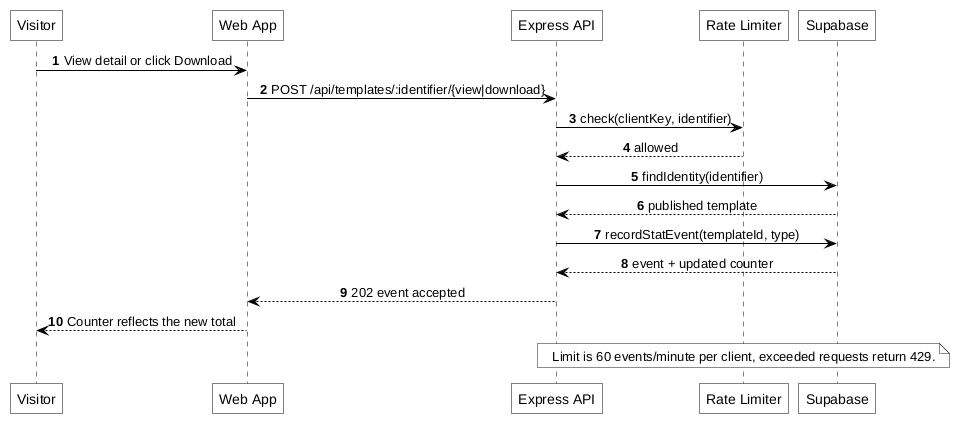 Visitor
Web App
Express API
Rate Limiter
Supabase
1 View detail or click Download
2 POST /api/templates/:identifier/{view|download}
3 check(clientKey, identifier)
4 allowed
5 findIdentity(identifier)
6 published template
7 recordStatEvent(templateId, type)
8 event + updated counter
9 202 event accepted
10 Counter reflects the new total
Limit is 60 events/minute per client, exceeded requests return 429.
Visitor
Web App
Express API
Rate Limiter
Supabase